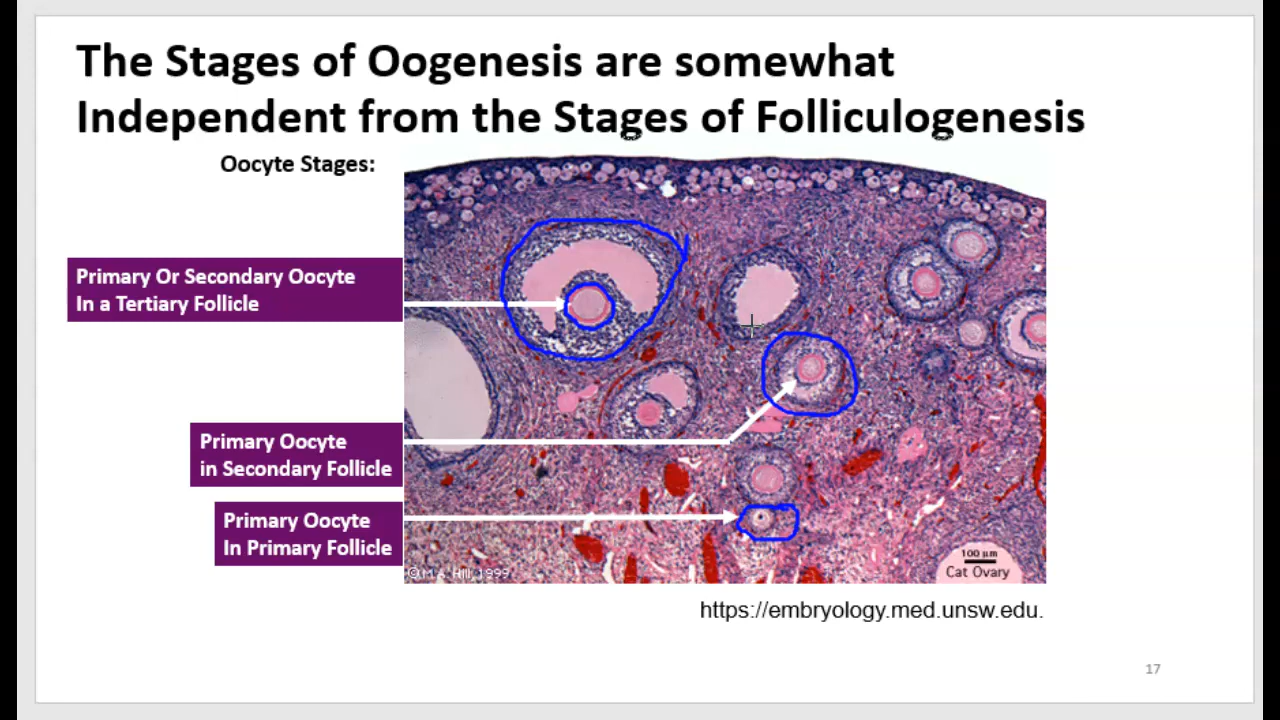 The Stages of Oogenesis are somewhat
Independent from the Stages of Folliculogenesis
Oocyte Stages:
Primary Or Secondary Oocyte
In a Tertiary Follicle
Primary Oocyte
in Secondary Follicle
Primary Oocyte
In Primary Follicle
©M.A. Hill 1999
100 µm
Cat Ovary
https://embryology.med.unsw.edu.
17